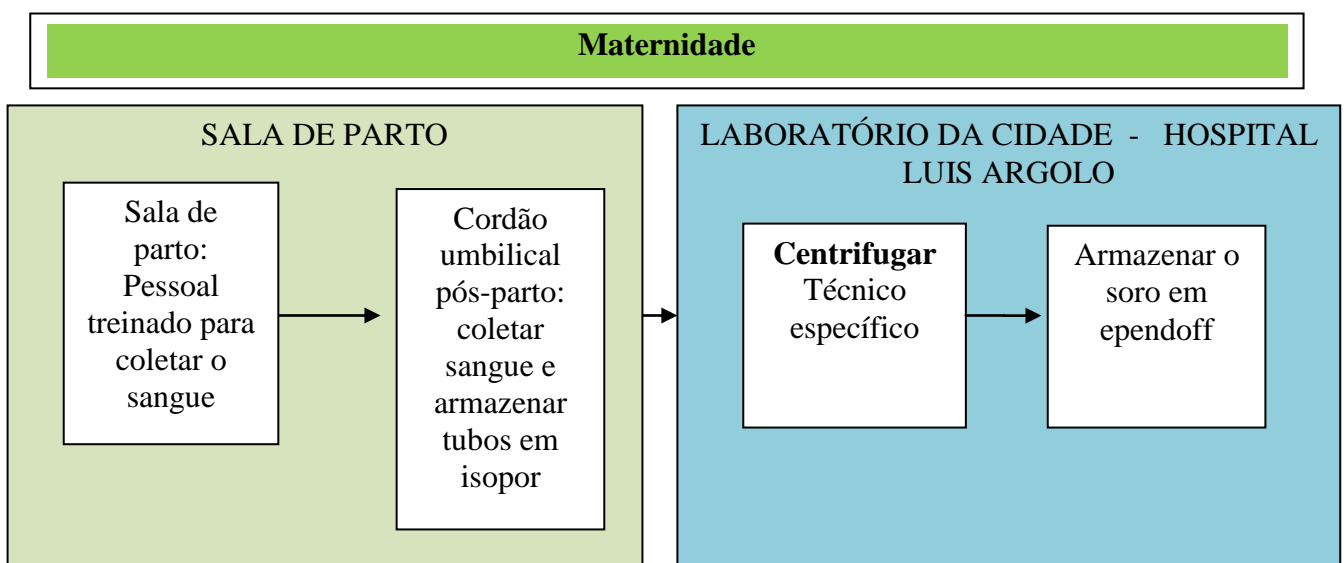 Maternidade
SALA DE PARTO
Sala de
parto:
Pessoal
treinado para
coletar o
sangue
Cordão
umbilical
pós-parto:
coletar
sangue e
armazenar
tubos em
isopor
LABORATÓRIO DA CIDADE - HOSPITAL
LUIS ARGOLO
Centrifugar
Técnico
específico
Armazenar o
soro em
ependoff